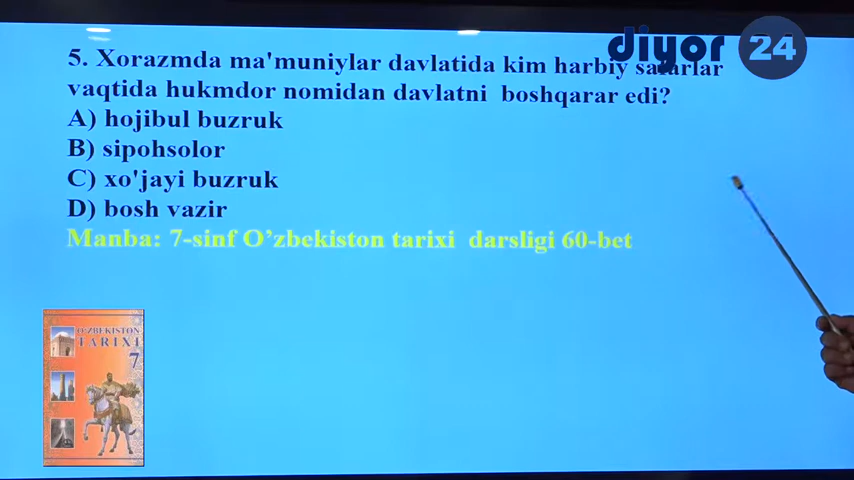 diyor 24
5. Xorazmda ma'muniylar davlatida kim harbiy safarlar
vaqtida hukmdor nomidan davlatni boshqarar edi?
A) hojibul buzruk
B) sipohsolor
C) xo'jayi buzruk
D) bosh vazir
Manba: 7-sinf O’zbekiston tarixi darsligi 60-bet
O'ZBEKISTON
TARIXI
7